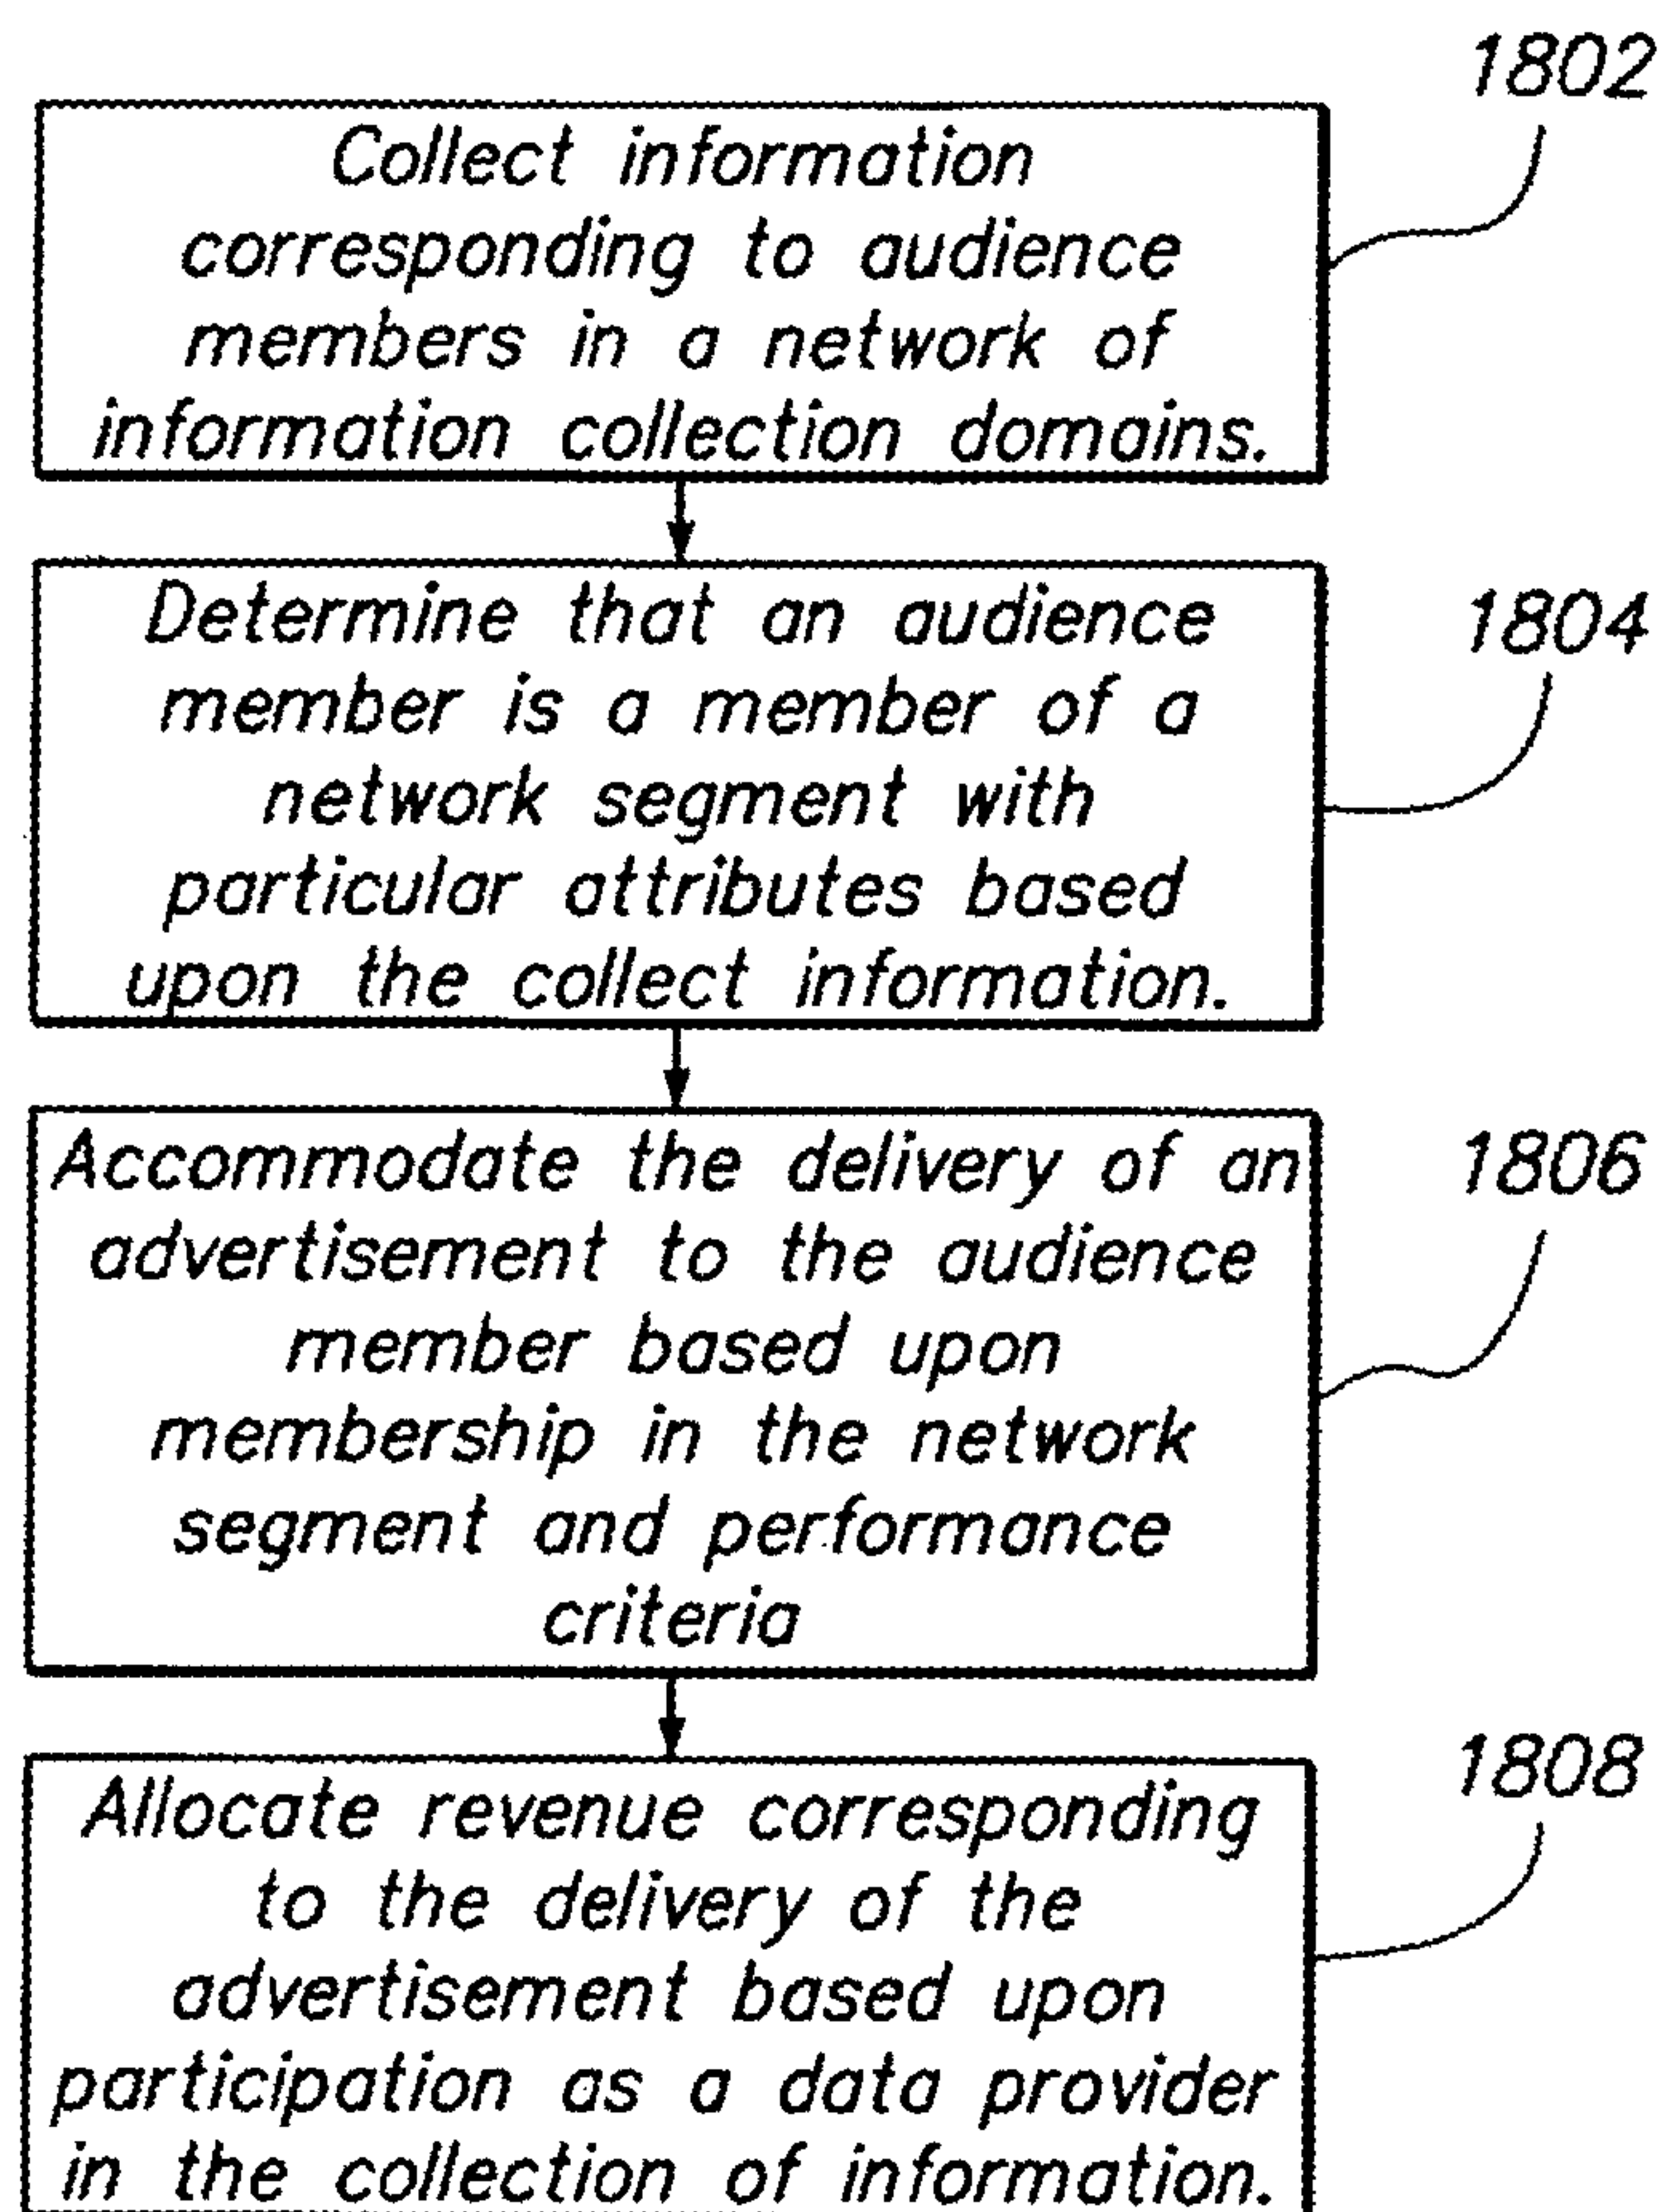 1802
Collect information
corresponding to audience
members in a network of
information collection domains.
1804
Determine that an audience
member is a member of a
network segment with
particular attributes based
upon the collect information.
1806
Accommodate the delivery of an
advertisement to the audience
member based upon
membership in the network
segment and performance
criteria
1808
Allocate revenue corresponding
to the delivery of the
advertisement based upon
participation as a data provider
in the collection of information.